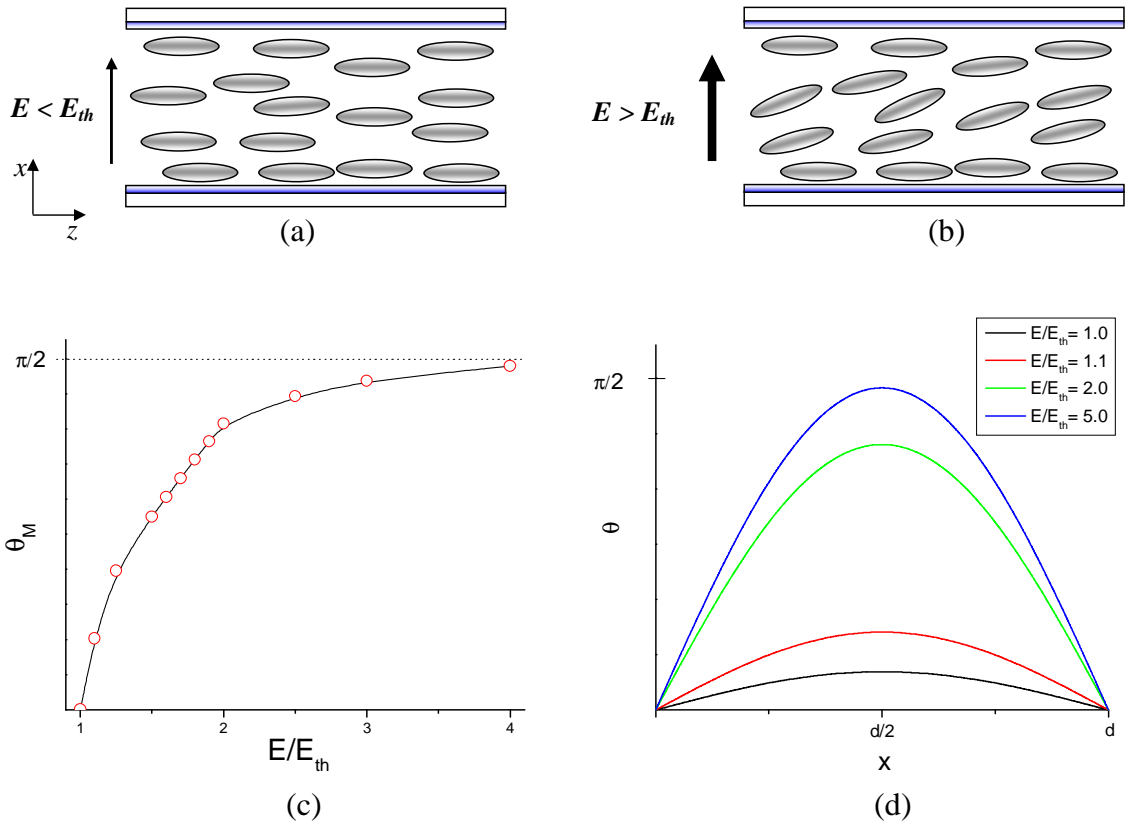 E < E_th
x
z
(a)
E > E_th
(b)
π/2
θ_M
1
2
3
4
E/E_th
(c)
E/E_th= 1.0
E/E_th= 1.1
E/E_th= 2.0
E/E_th= 5.0
π/2
θ
d/2
d
x
(d)